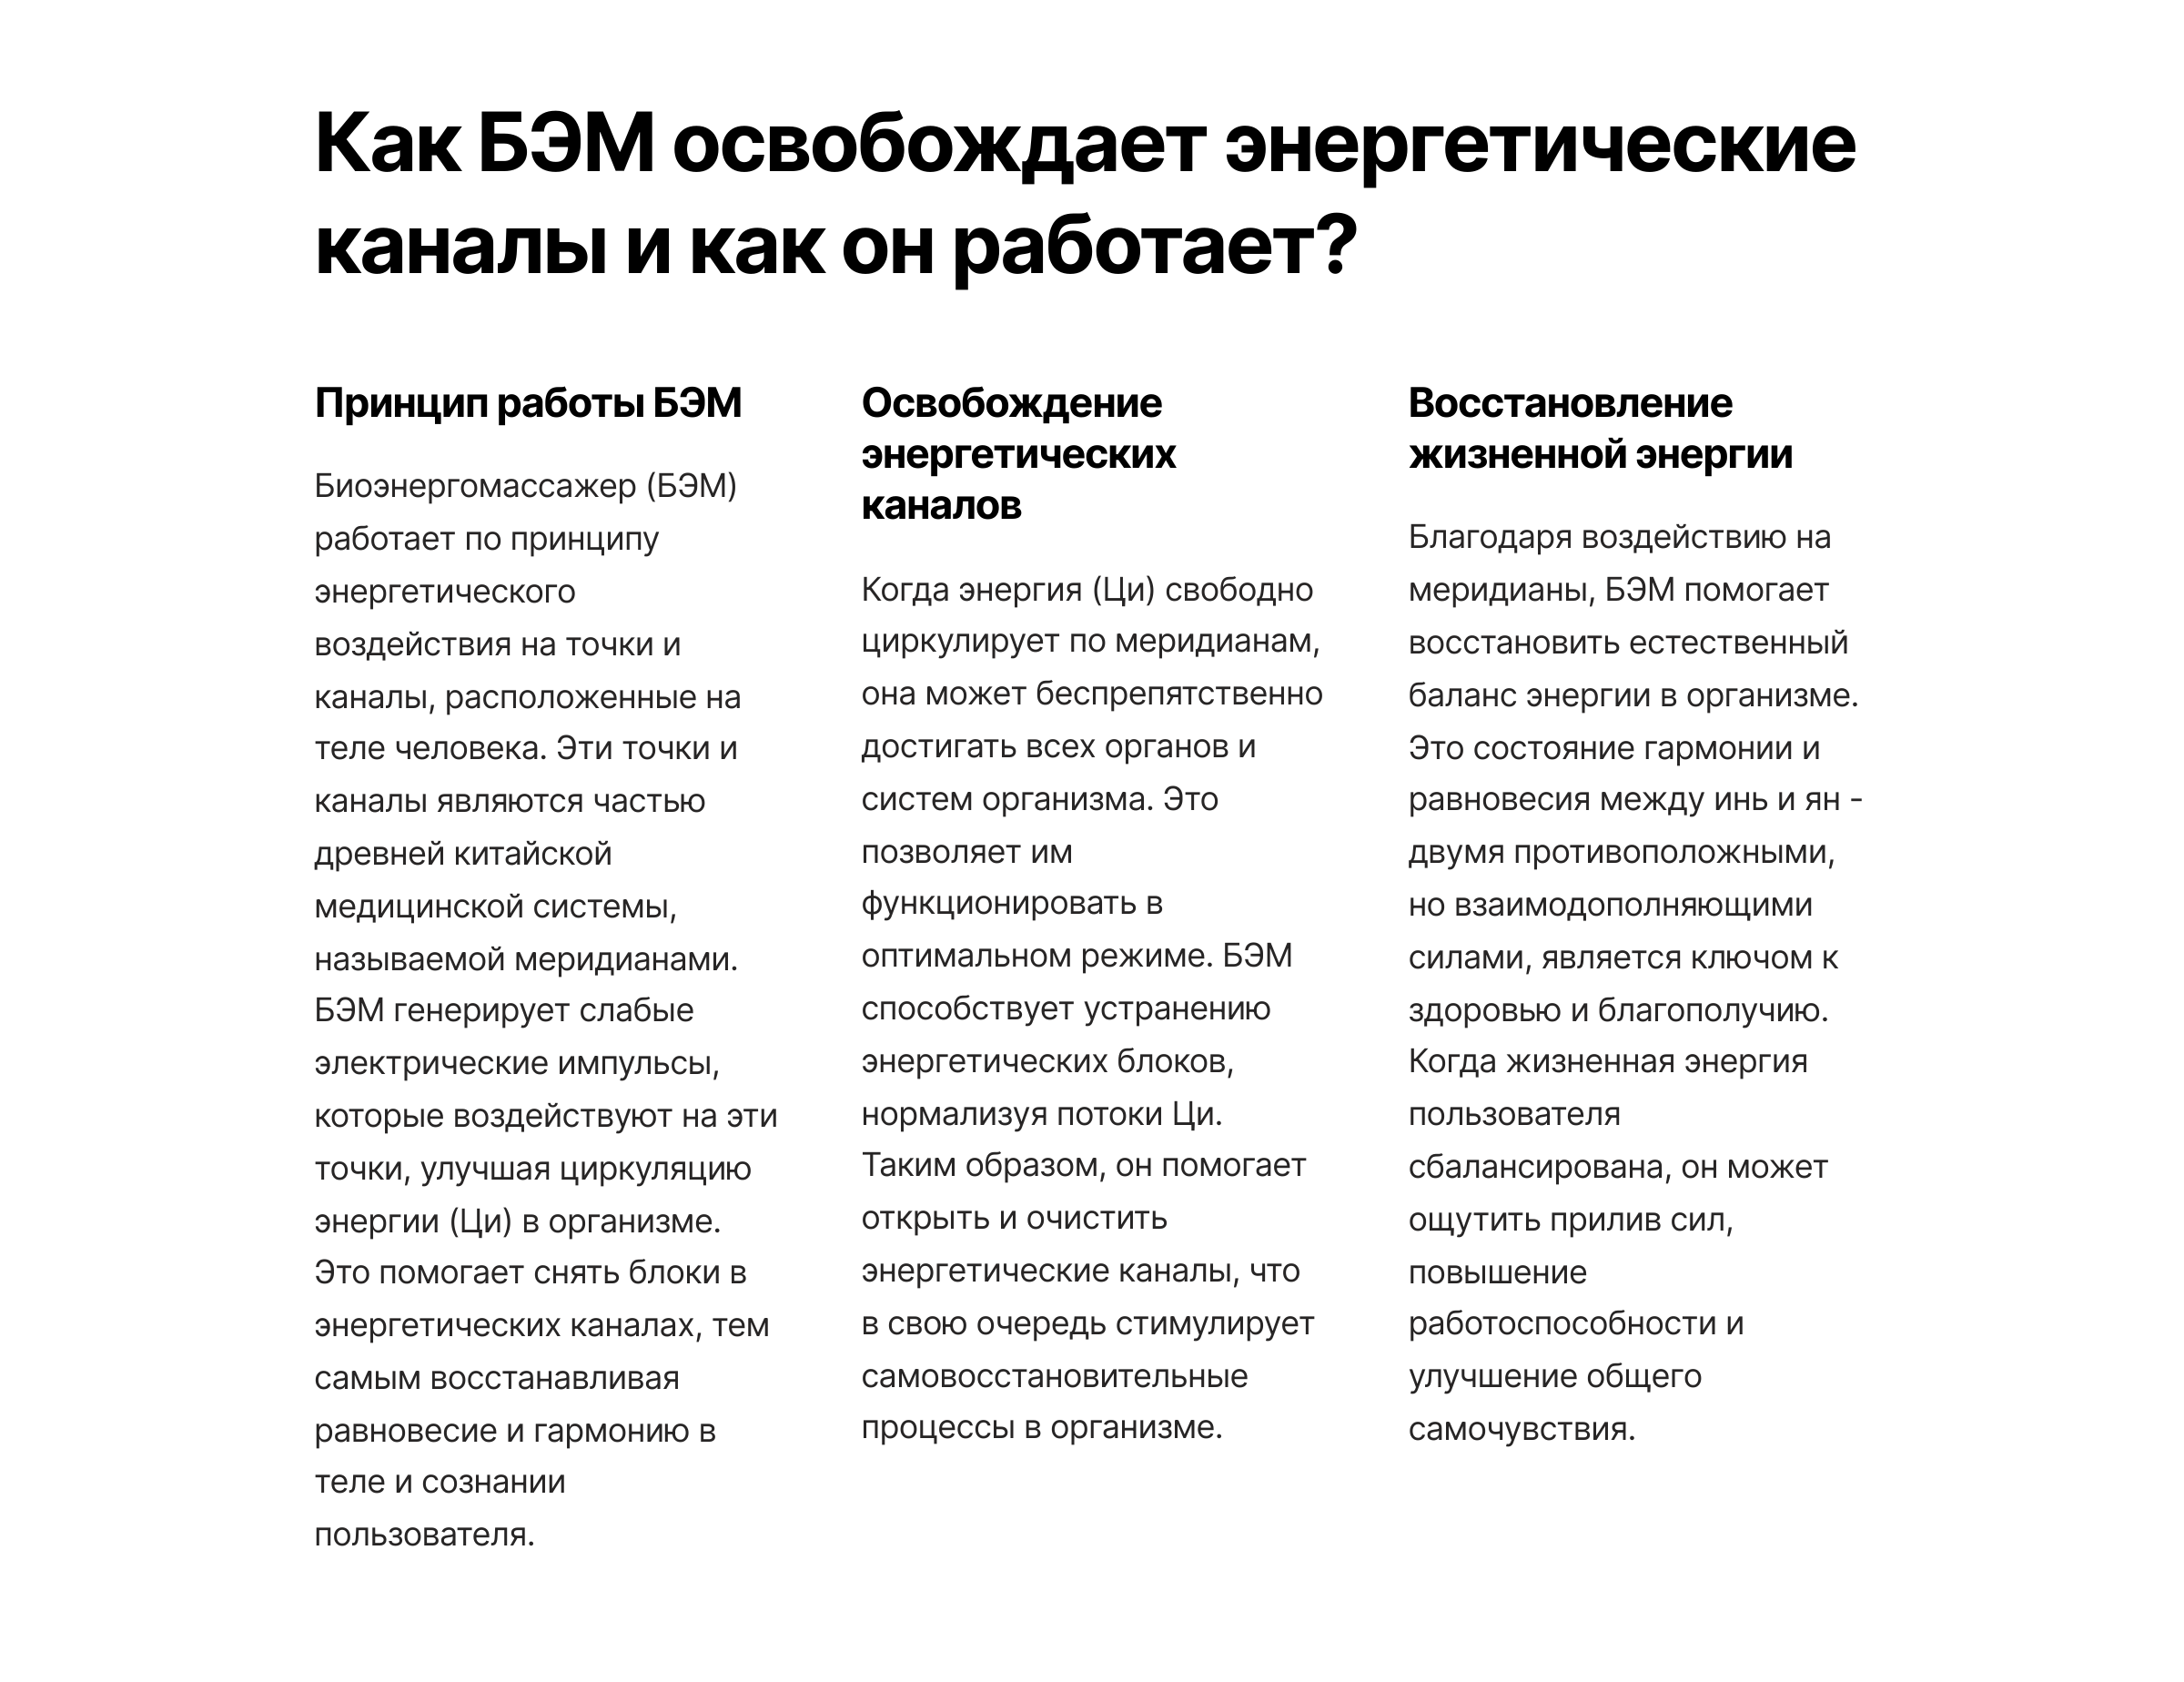 Как БЭМ освобождает энергетические
каналы и как он работает?
Принцип работы БЭМ
Биоэнергомассажер (БЭМ)
работает по принципу
энергетического
воздействия на точки и
каналы, расположенные на
теле человека. Эти точки и
каналы являются частью
древней китайской
медицинской системы,
называемой меридианами.
БЭМ генерирует слабые
электрические импульсы,
которые воздействуют на эти
точки, улучшая циркуляцию
энергии (Ци) в организме.
Это помогает снять блоки в
энергетических каналах, тем
самым восстанавливая
равновесие и гармонию в
теле и сознании
пользователя.
Освобождение
энергетических
каналов
Когда энергия (Ци) свободно
циркулирует по меридианам,
она может беспрепятственно
достигать всех органов и
систем организма. Это
позволяет им
функционировать в
оптимальном режиме. БЭМ
способствует устранению
энергетических блоков,
нормализуя потоки Ци.
Таким образом, он помогает
открыть и очистить
энергетические каналы, что
в свою очередь стимулирует
самовосстановительные
процессы в организме.
Восстановление
жизненной энергии
Благодаря воздействию на
меридианы, БЭМ помогает
восстановить естественный
баланс энергии в организме.
Это состояние гармонии и
равновесия между инь и ян -
двумя противоположными,
но взаимодополняющими
силами, является ключом к
здоровью и благополучию.
Когда жизненная энергия
пользователя
сбалансирована, он может
ощутить прилив сил,
повышение
работоспособности и
улучшение общего
самочувствия.